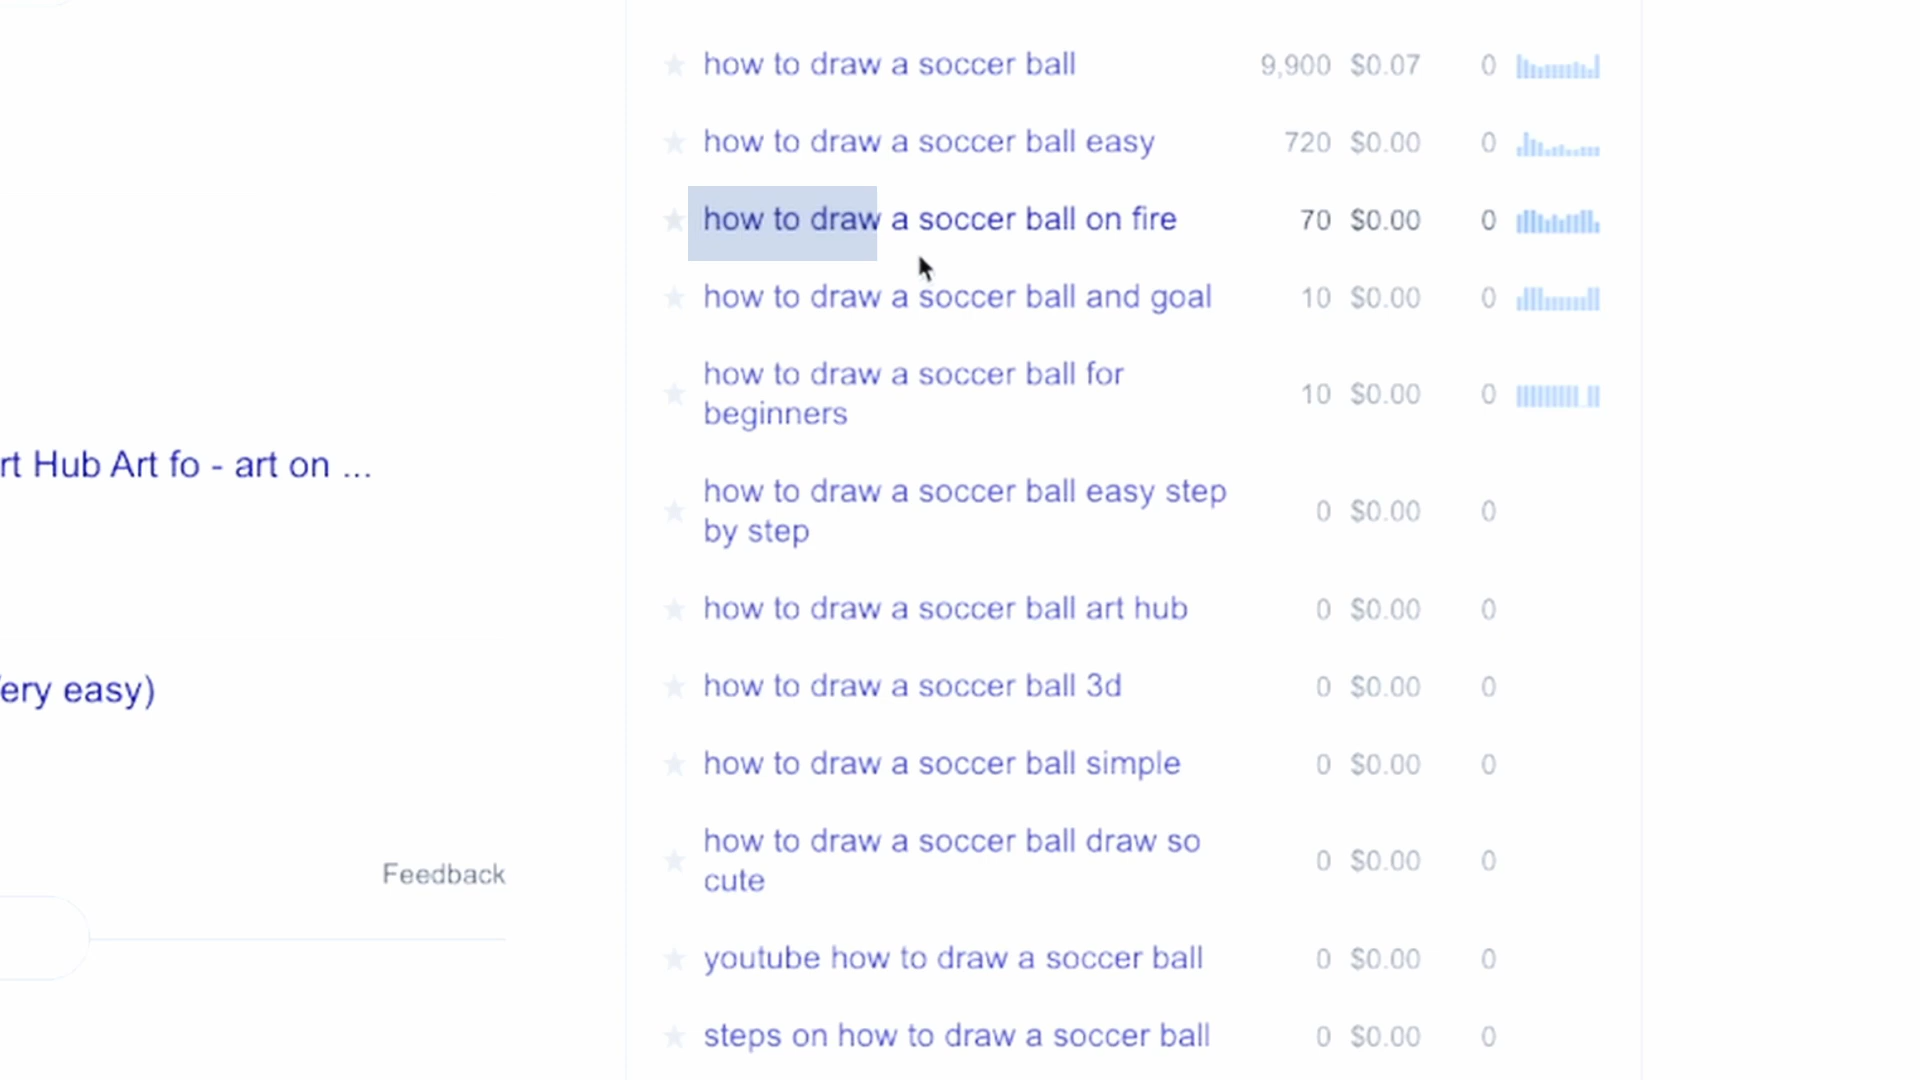 how to draw a soccer ball 9,900 $0.07 0
how to draw a soccer ball easy 720 $0.00 0
how to draw a soccer ball on fire 70 $0.00 0
how to draw a soccer ball and goal 10 $0.00 0
how to draw a soccer ball for
beginners
10 $0.00 0
rt Hub Art fo - art on ...
how to draw a soccer ball easy step
by step
0 $0.00 0
how to draw a soccer ball art hub 0 $0.00 0
ery easy)
how to draw a soccer ball 3d 0 $0.00 0
how to draw a soccer ball simple 0 $0.00 0
how to draw a soccer ball draw so
cute
0 $0.00 0
Feedback
youtube how to draw a soccer ball 0 $0.00 0
steps on how to draw a soccer ball 0 $0.00 0